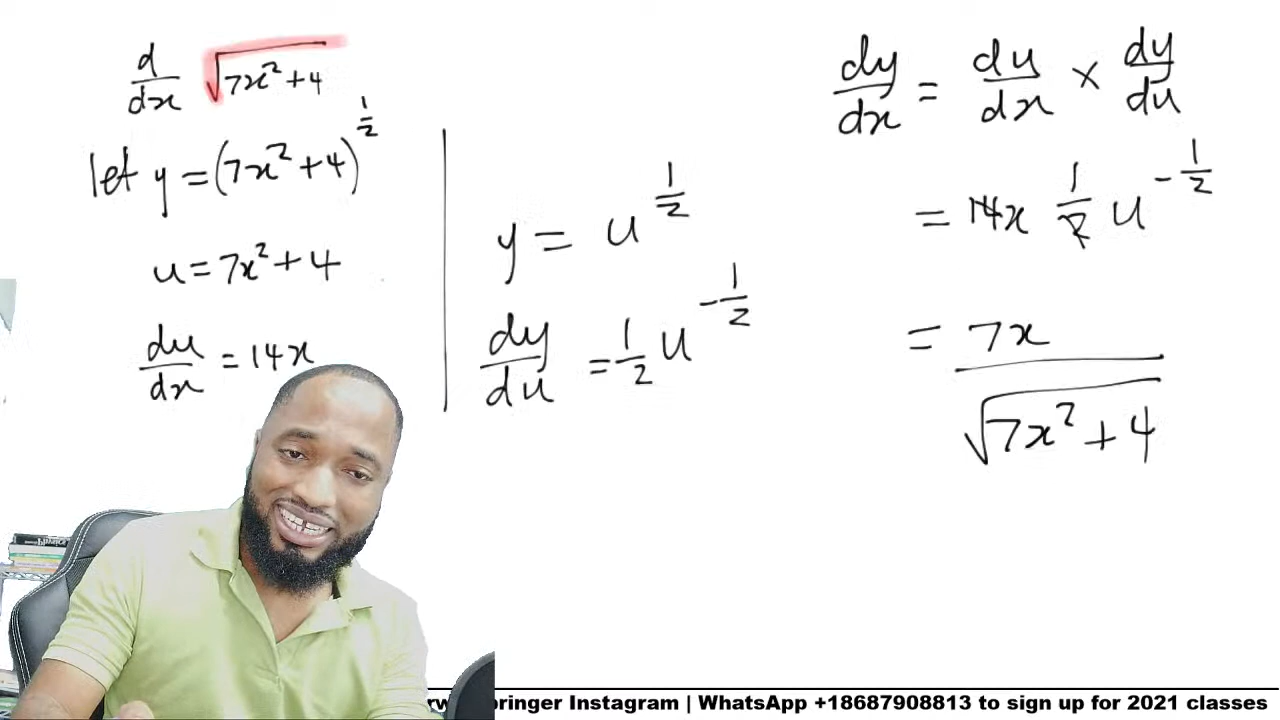 d/dx √7x² + 4
let y = (7x² + 4)^1/2
u = 7x² + 4
du/dx = 14x
y = u^1/2
dy/du = 1/2 u^-1/2
dy/dx = du/dx × dy/du
= 14x 1/2 u^-1/2
= 7x / √7x² + 4
Instagram | WhatsApp +18687908813 to sign up for 2021 classes